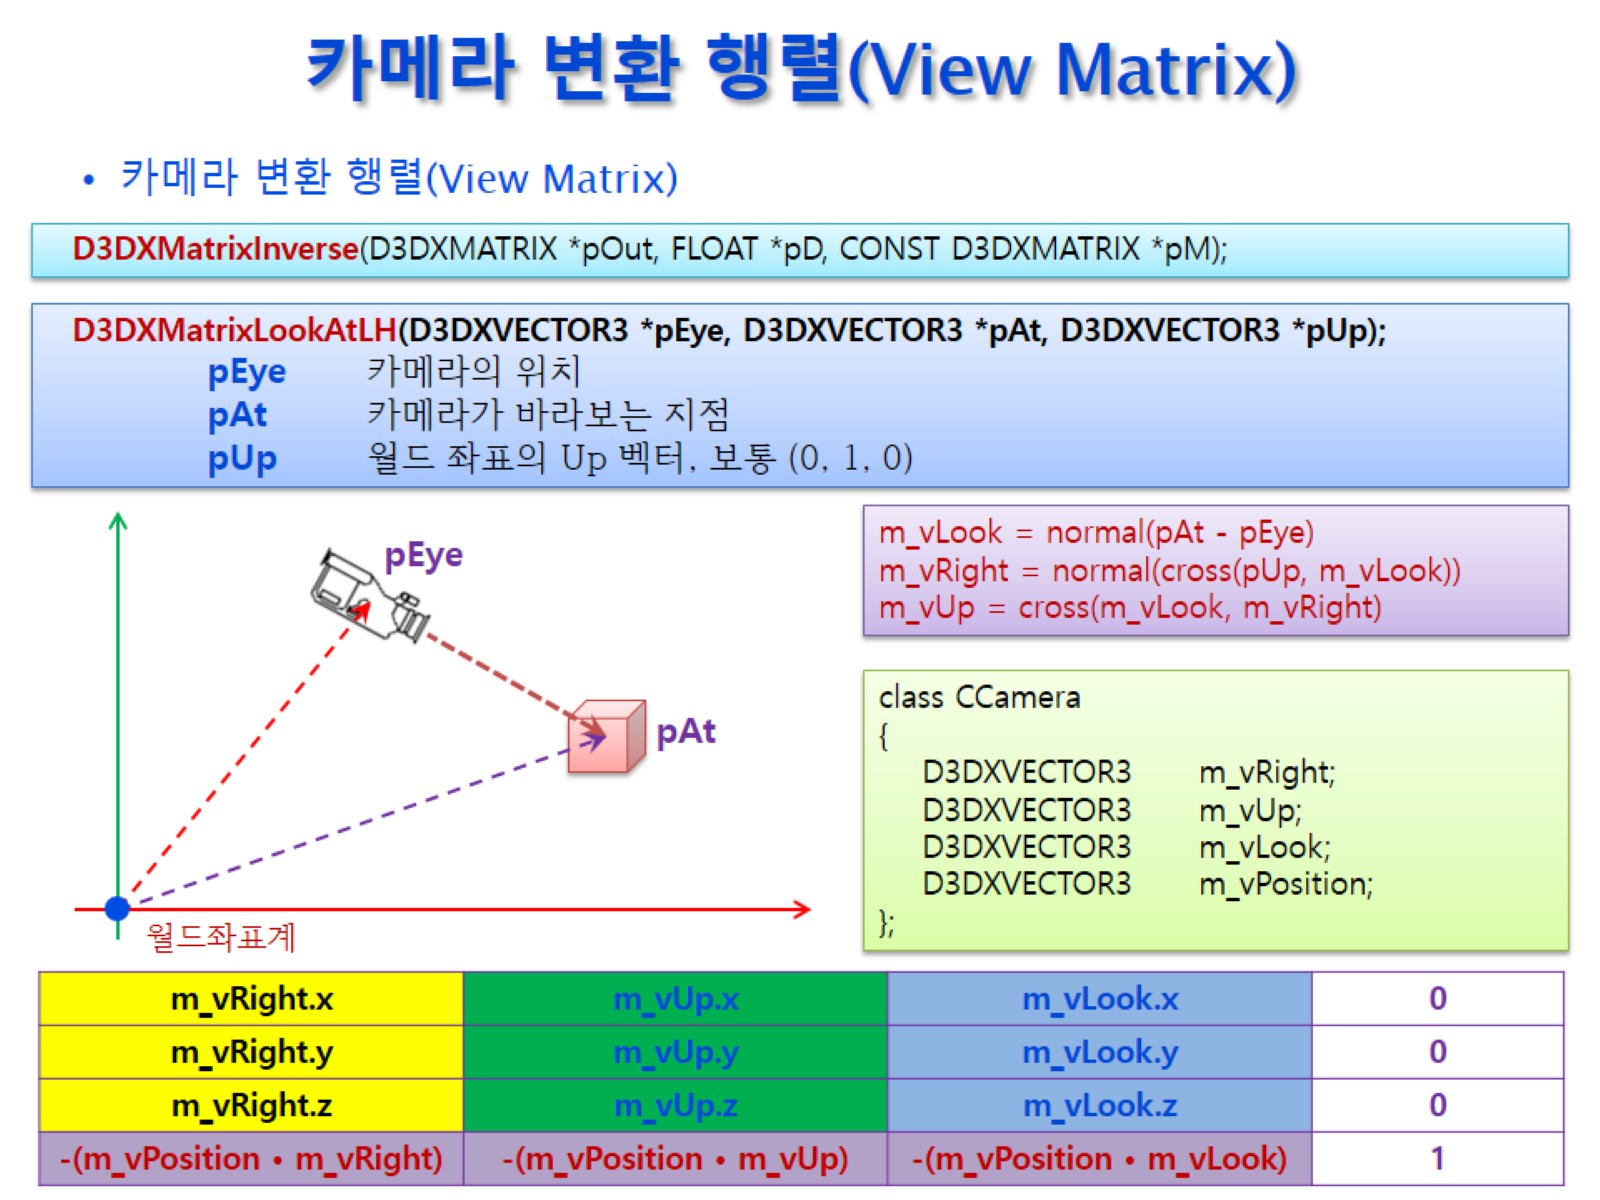 카메라 변환 행렬(View Matrix)
• 카메라 변환 행렬(View Matrix)
D3DXMatrixInverse(D3DXMATRIX *pOut, FLOAT *pD, CONST D3DXMATRIX *pM);
D3DXMatrixLookAtLH(D3DXVECTOR3 *pEye, D3DXVECTOR3 *pAt, D3DXVECTOR3 *pUp);
pEye 카메라의 위치
pAt 카메라가 바라보는 지점
pUp 월드 좌표의 Up 벡터, 보통 (0, 1, 0)
pEye
pAt
월드좌표계
m_vLook = normal(pAt - pEye)
m_vRight = normal(cross(pUp, m_vLook))
m_vUp = cross(m_vLook, m_vRight)
class CCamera
{
D3DXVECTOR3 m_vRight;
D3DXVECTOR3 m_vUp;
D3DXVECTOR3 m_vLook;
D3DXVECTOR3 m_vPosition;
};
m_vRight.x m_vUp.x m_vLook.x 0
m_vRight.y m_vUp.y m_vLook.y 0
m_vRight.z m_vUp.z m_vLook.z 0
-(m_vPosition • m_vRight) -(m_vPosition • m_vUp) -(m_vPosition • m_vLook) 1